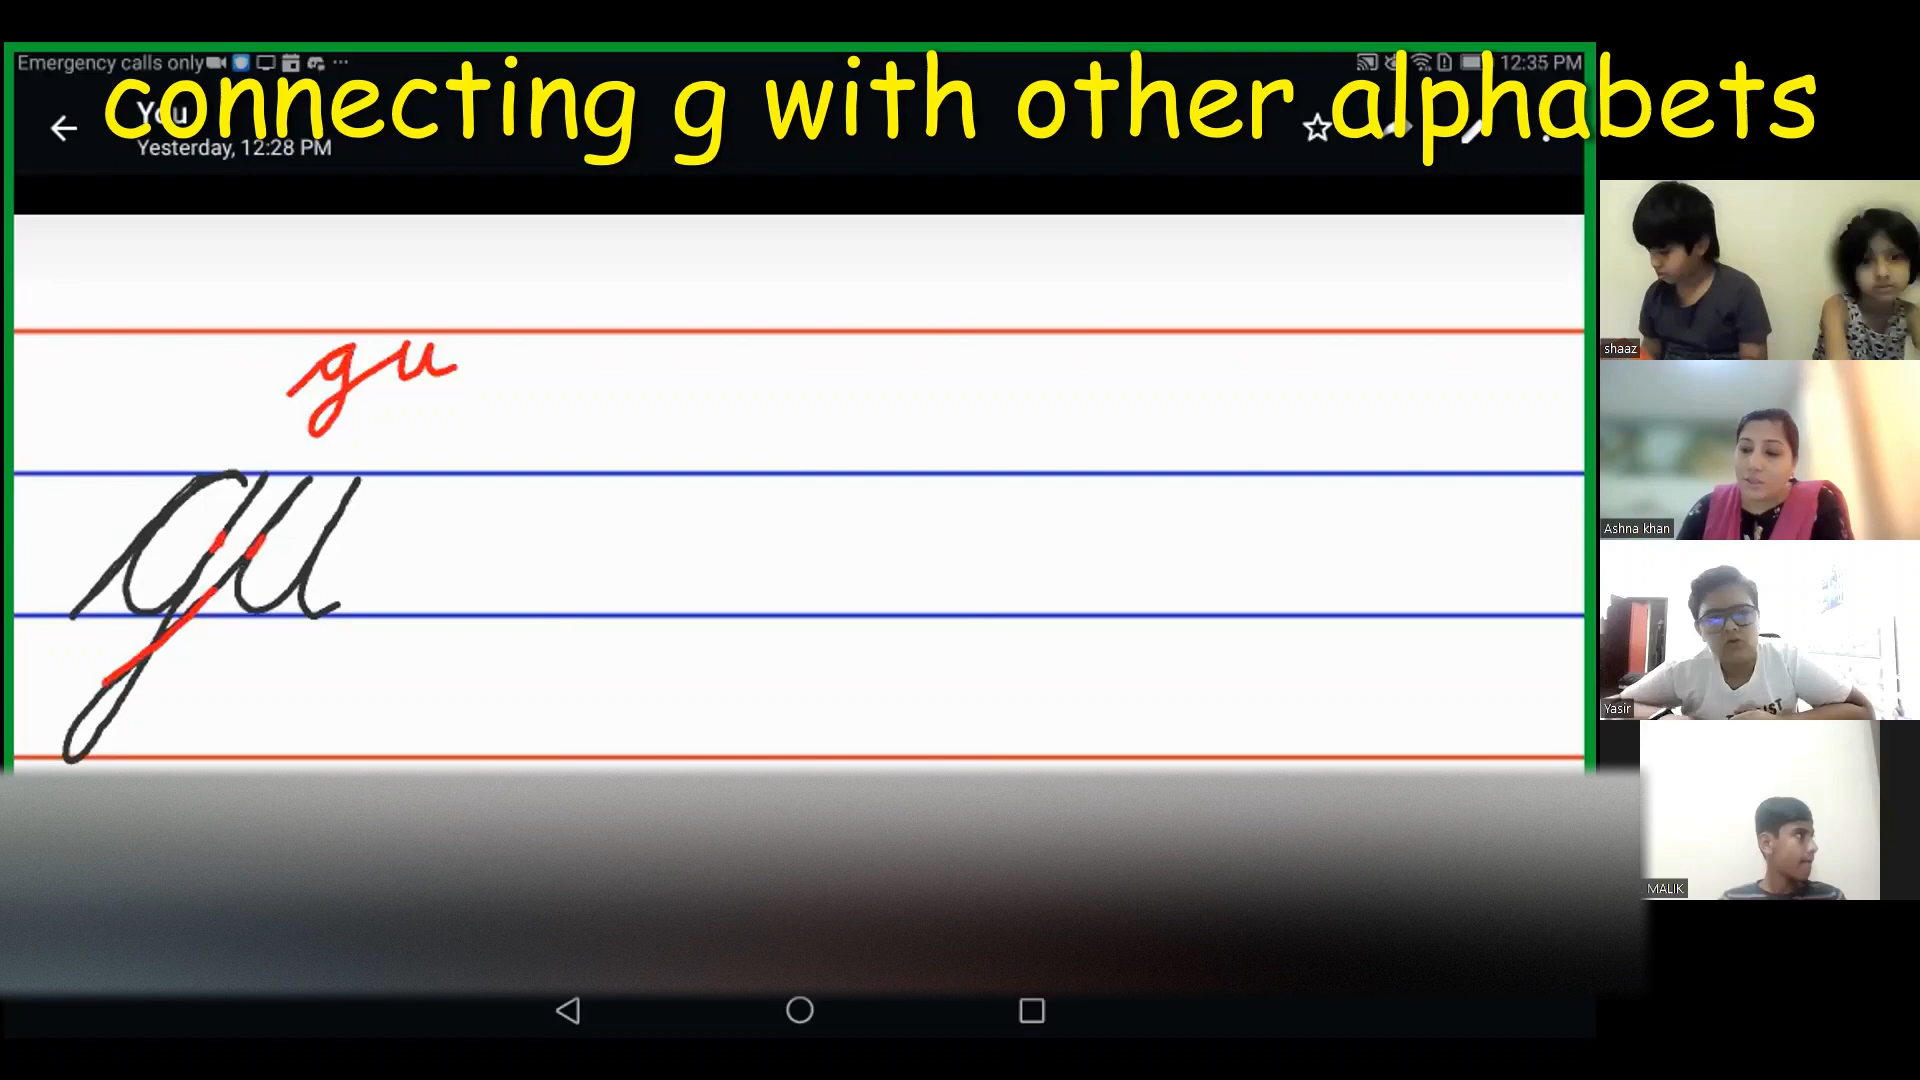 Emergency calls only ... 12:35 PM
connecting g with other alphabets
You
Yesterday, 12:28 PM
gu
gu
shaaz
Ashna khan
Yasir
MALIK